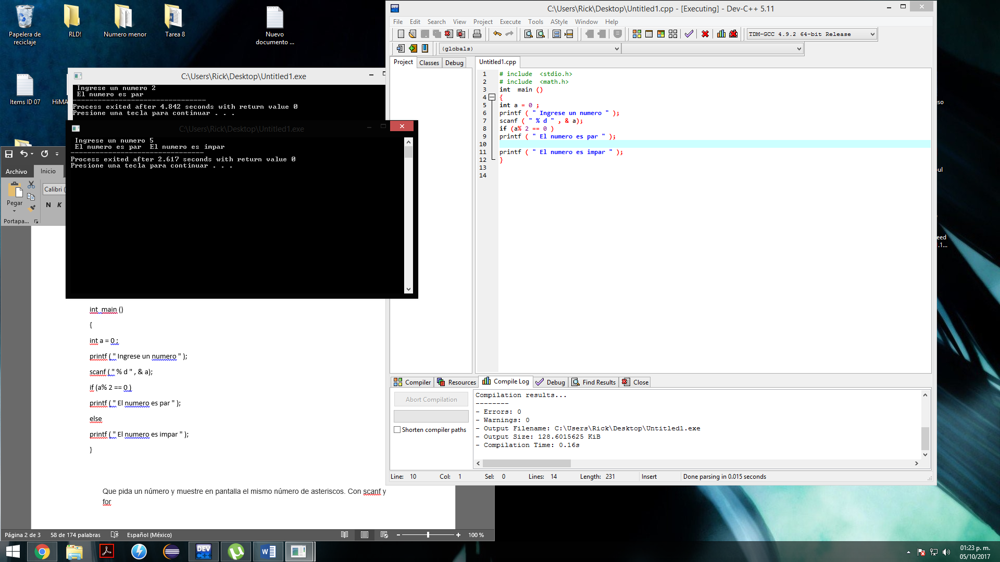 Papelera de
reciclaje
RLD!
Numero menor
Tarea 8
Nuevo
documento ...
Items ID 07
HiMA
C:\Users\Rick\Desktop\Untitled1.exe
Ingrese un numero 2
El numero es par
--------------------------------
Process exited after 4.842 seconds with return value 0
Presione una tecla para continuar . . .
C:\Users\Rick\Desktop\Untitled1.exe
Ingrese un numero 5
El numero es par  El numero es impar
--------------------------------
Process exited after 2.617 seconds with return value 0
Presione una tecla para continuar . . .
Archivo
Inicio
Calibri (
Pegar
N K
Portapa...
int  main ()
{
int a = 0 ;
printf ( " Ingrese un numero " );
scanf ( " % d " , & a);
if (a% 2 == 0 )
printf ( " El numero es par " );
else
printf ( " El numero es impar " );
}
Que pida un número y muestre en pantalla el mismo número de asteriscos. Con scanf y
for
Página 2 de 3
58 de 174 palabras
Español (México)
100 %
C:\Users\Rick\Desktop\Untitled1.cpp - [Executing] - Dev-C++ 5.11
File Edit Search View Project Execute Tools AStyle Window Help
TDM-GCC 4.9.2 64-bit Release
(globals)
Project Classes Debug
Untitled1.cpp
1 # include  <stdio.h>
2 # include  <math.h>
3 int  main ()
4 {
5 int a = 0 ;
6 printf ( " Ingrese un numero " );
7 scanf ( " % d " , & a);
8 if (a% 2 == 0 )
9 printf ( " El numero es par " );
10
11 printf ( " El numero es impar " );
12 }
13
14
Compiler Resources Compile Log Debug Find Results Close
Abort Compilation
Shorten compiler paths
Compilation results...
--------
- Errors: 0
- Warnings: 0
- Output Filename: C:\Users\Rick\Desktop\Untitled1.exe
- Output Size: 128.6015625 KiB
- Compilation Time: 0.16s
Line: 10 Col: 1 Sel: 0 Lines: 14 Length: 231 Insert Done parsing in 0.015 seconds
so
ul
eed
.1...
DEV
C++
01:23 p. m.
05/10/2017